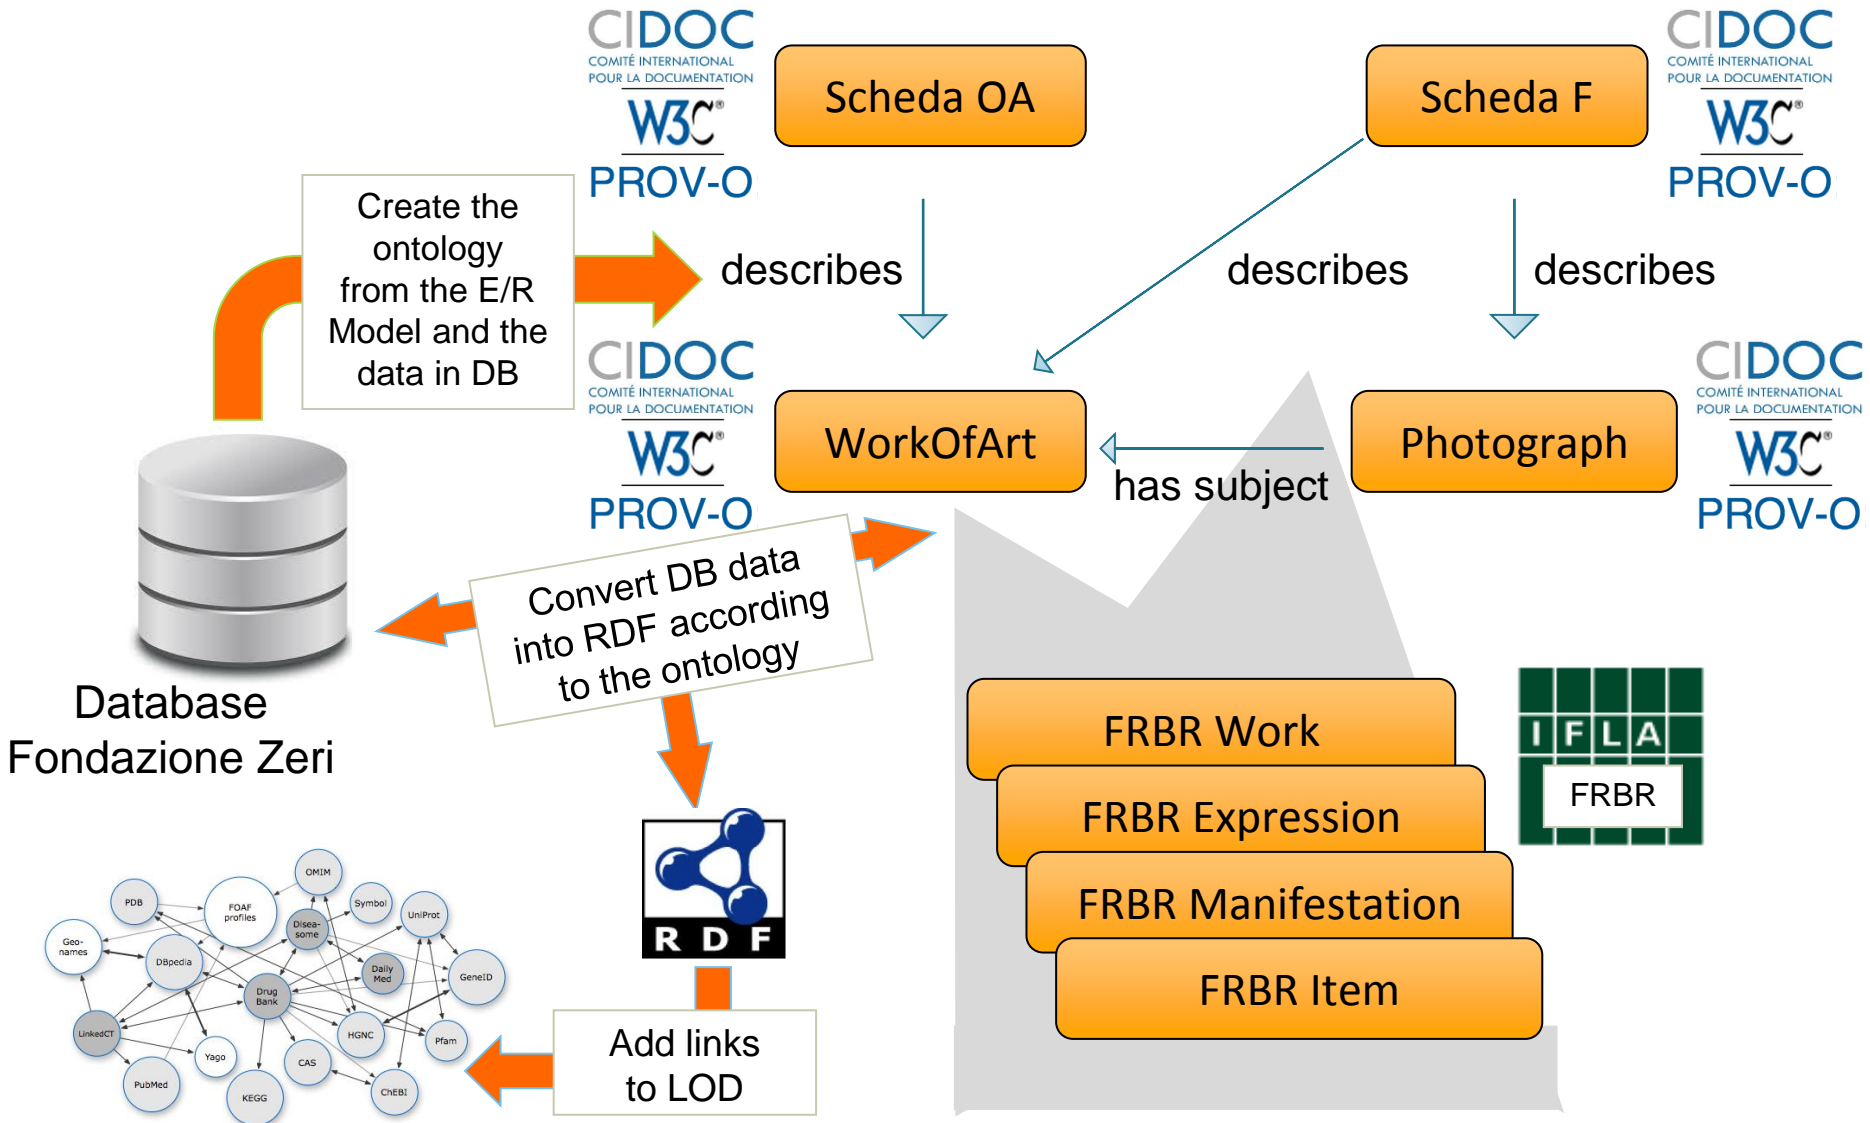 CIDOC
COMITÉ INTERNATIONAL
POUR LA DOCUMENTATION
W3C®
PROV-O
Scheda OA
Scheda F
CIDOC
COMITÉ INTERNATIONAL
POUR LA DOCUMENTATION
W3C®
PROV-O
Create the
ontology
from the E/R
Model and the
data in DB
describes
describes
describes
CIDOC
COMITÉ INTERNATIONAL
POUR LA DOCUMENTATION
W3C®
PROV-O
WorkOfArt
has subject
Photograph
CIDOC
COMITÉ INTERNATIONAL
POUR LA DOCUMENTATION
W3C®
PROV-O
Convert DB data
into RDF according
to the ontology
Database
Fondazione Zeri
FRBR Work
FRBR Expression
FRBR Manifestation
FRBR Item
IFLA
FRBR
RDF
Add links
to LOD
OMIM
PDB
FOAF
profiles
Symbol
UniProt
Disea-
some
Geo-
names
DBpedia
Daily
Med
GeneID
Drug
Bank
LinkedCT
HGNC
Pfam
Yago
CAS
PubMed
KEGG
ChEBI